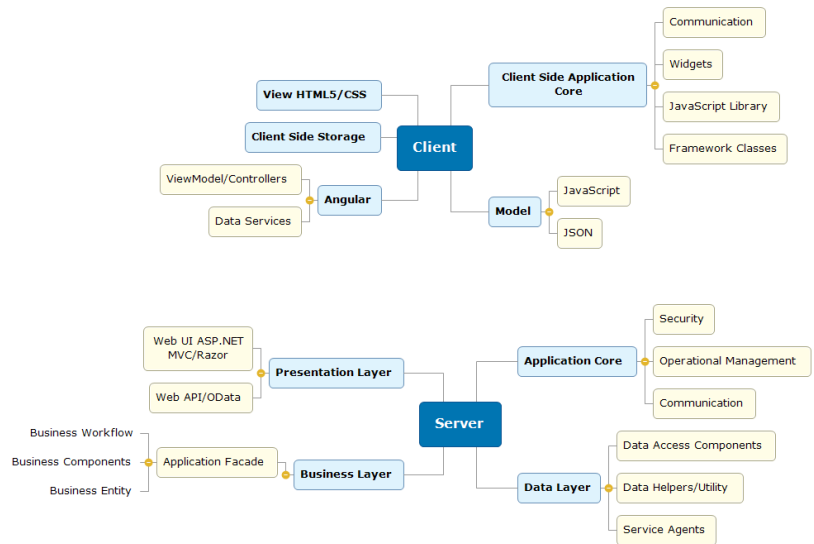 Communication
Client Side Application
Core
Widgets
JavaScript Library
Framework Classes
View HTML5/CSS
Client Side Storage
Client
ViewModel/Controllers
Angular
Data Services
Model
JavaScript
JSON
Web UI ASP.NET
MVC/Razor
Presentation Layer
Web API/OData
Application Core
Security
Operational Management
Communication
Server
Business Workflow
Business Components
Business Entity
Application Facade
Business Layer
Data Layer
Data Access Components
Data Helpers/Utility
Service Agents